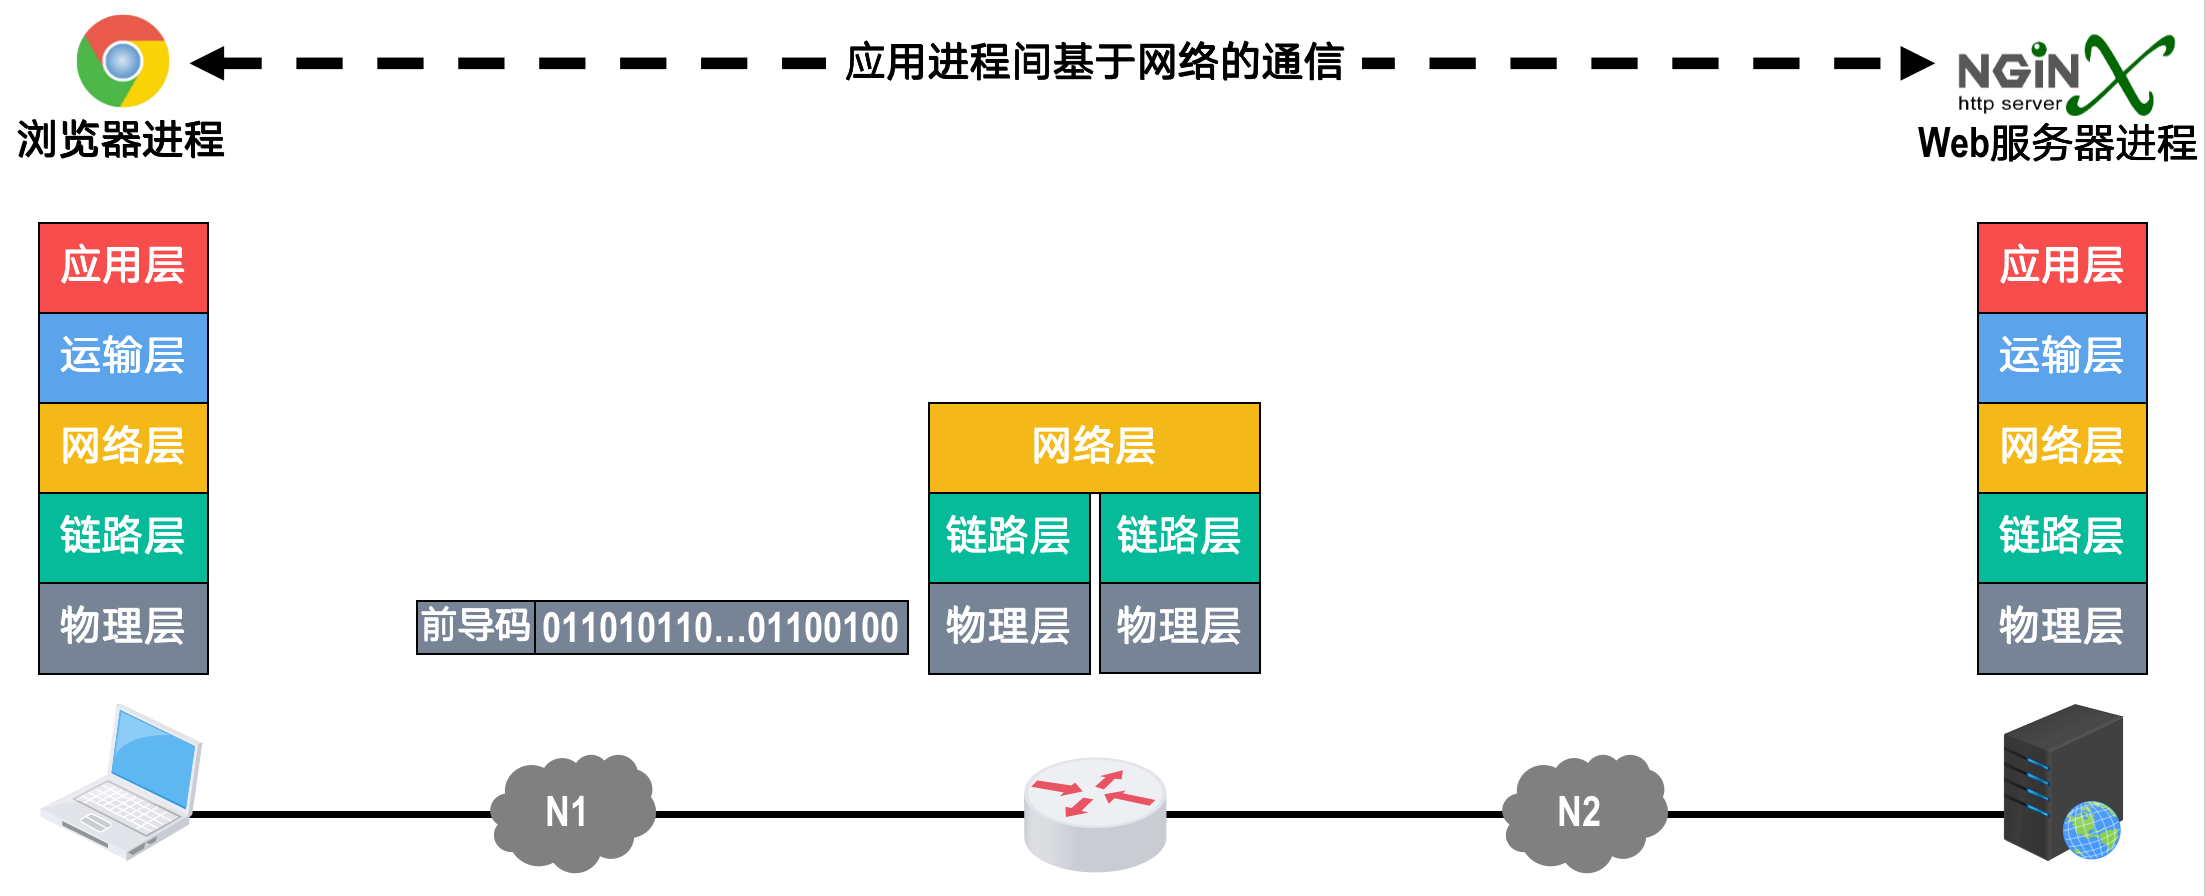 应用进程间基于网络的通信
NGiNX
http server
浏览器进程
Web服务器进程
应用层
运输层
网络层
链路层
物理层
前导码 011010110...01100100
网络层
链路层 链路层
物理层 物理层
应用层
运输层
网络层
链路层
物理层
N1
N2